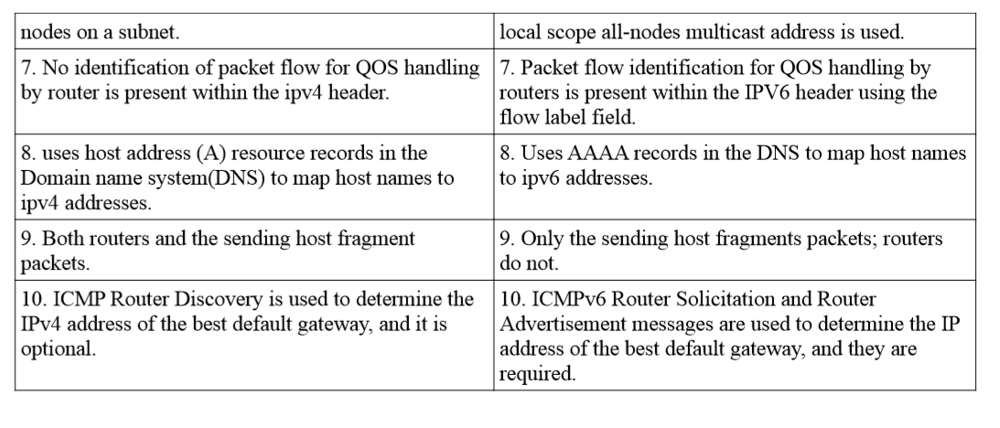 nodes on a subnet.
local scope all-nodes multicast address is used.
7. No identification of packet flow for QOS handling
by router is present within the ipv4 header.
7. Packet flow identification for QOS handling by
routers is present within the IPV6 header using the
flow label field.
8. uses host address (A) resource records in the
Domain name system(DNS) to map host names to
ipv4 addresses.
8. Uses AAAA records in the DNS to map host names
to ipv6 addresses.
9. Both routers and the sending host fragment
packets.
9. Only the sending host fragments packets; routers
do not.
10. ICMP Router Discovery is used to determine the
IPv4 address of the best default gateway, and it is
optional.
10. ICMPv6 Router Solicitation and Router
Advertisement messages are used to determine the IP
address of the best default gateway, and they are
required.